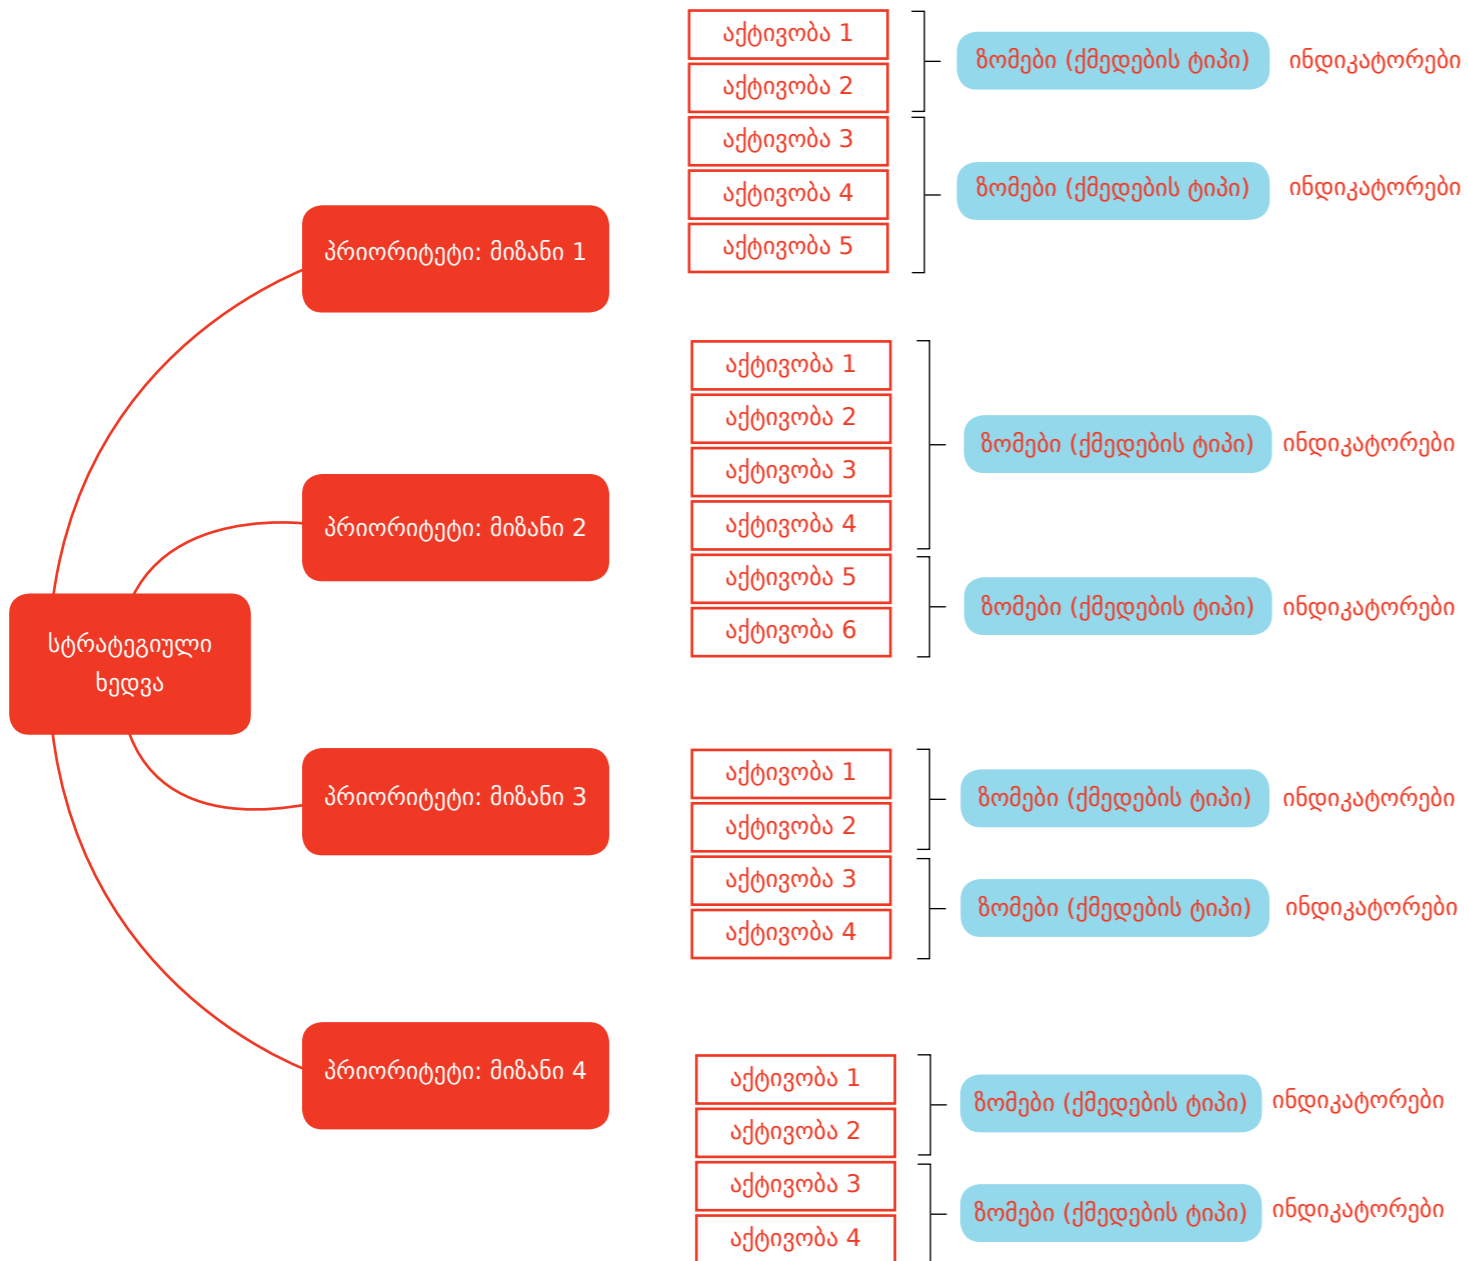 სტრატეგიული
ხედვა
პრიორიტეტი: მიზანი 1
აქტივობა 1
აქტივობა 2
ზომები (ქმედების ტიპი)
ინდიკატორები
აქტივობა 3
აქტივობა 4
აქტივობა 5
ზომები (ქმედების ტიპი)
ინდიკატორები
პრიორიტეტი: მიზანი 2
აქტივობა 1
აქტივობა 2
აქტივობა 3
აქტივობა 4
ზომები (ქმედების ტიპი)
ინდიკატორები
აქტივობა 5
აქტივობა 6
ზომები (ქმედების ტიპი)
ინდიკატორები
პრიორიტეტი: მიზანი 3
აქტივობა 1
აქტივობა 2
ზომები (ქმედების ტიპი)
ინდიკატორები
აქტივობა 3
აქტივობა 4
ზომები (ქმედების ტიპი)
ინდიკატორები
პრიორიტეტი: მიზანი 4
აქტივობა 1
აქტივობა 2
ზომები (ქმედების ტიპი)
ინდიკატორები
აქტივობა 3
აქტივობა 4
ზომები (ქმედების ტიპი)
ინდიკატორები